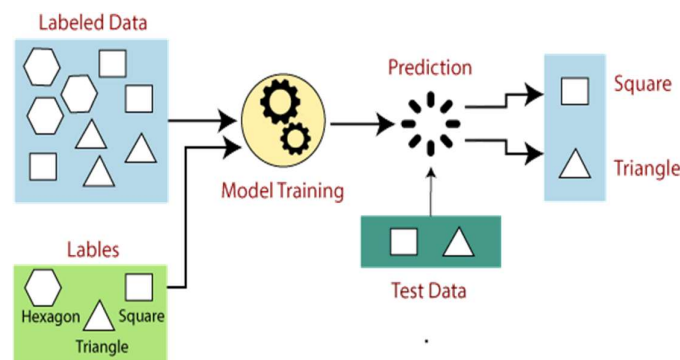 Labeled Data
Prediction
Square
Model Training
Triangle
Lables
Hexagon
Square
Triangle
Test Data